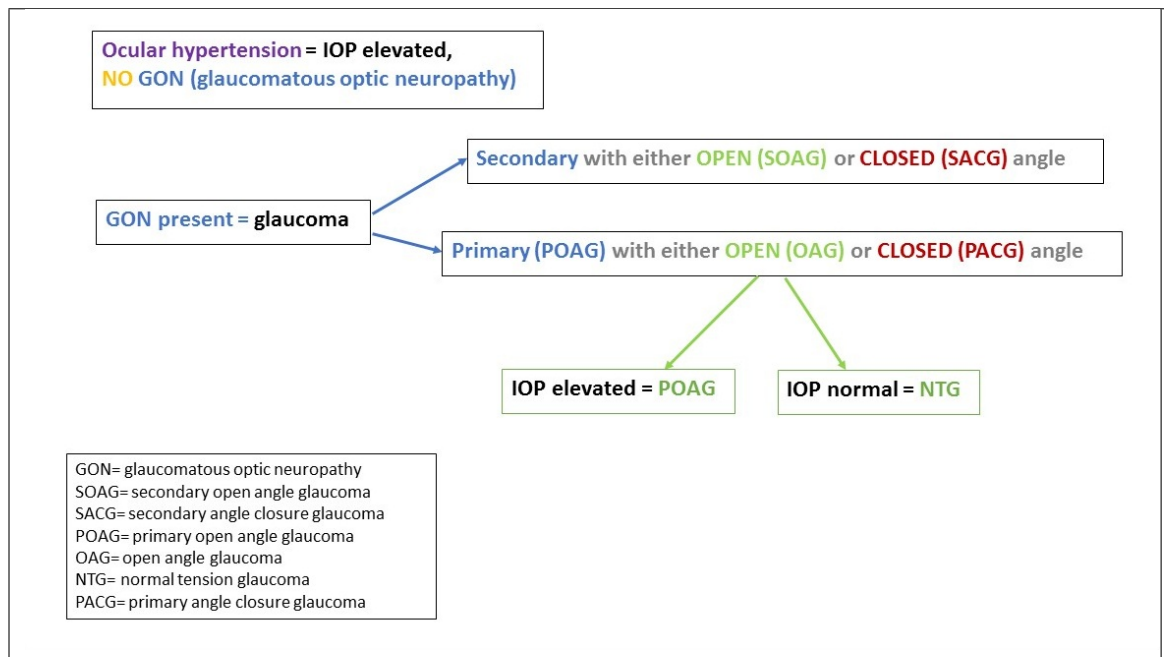 Ocular hypertension = IOP elevated,
NO GON (glaucomatous optic neuropathy)
Secondary with either OPEN (SOAG) or CLOSED (SACG) angle
GON present = glaucoma
Primary (POAG) with either OPEN (OAG) or CLOSED (PACG) angle
IOP elevated = POAG
IOP normal = NTG
GON= glaucomatous optic neuropathy
SOAG= secondary open angle glaucoma
SACG= secondary angle closure glaucoma
POAG= primary open angle glaucoma
OAG= open angle glaucoma
NTG= normal tension glaucoma
PACG= primary angle closure glaucoma